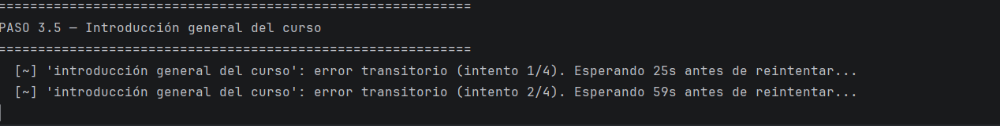 ============================================================
PASO 3.5 — Introducción general del curso
============================================================
[~] 'introducción general del curso': error transitorio (intento 1/4). Esperando 25s antes de reintentar...
[~] 'introducción general del curso': error transitorio (intento 2/4). Esperando 59s antes de reintentar...